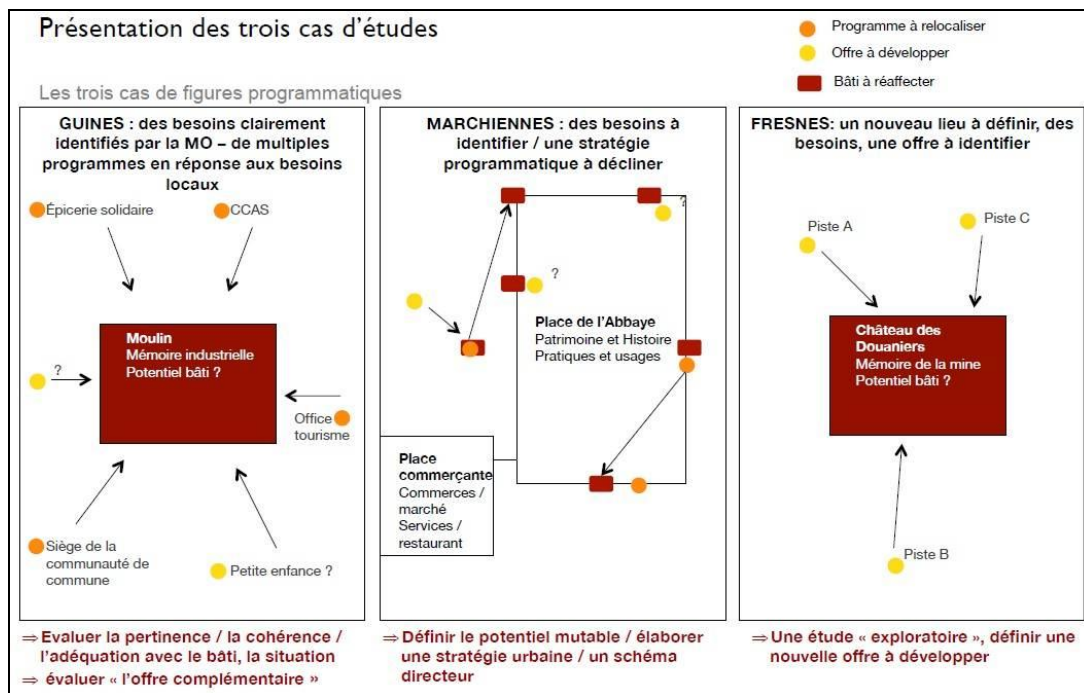 Présentation des trois cas d'études
Programme à relocaliser
Offre à développer
Bâti à réaffecter
Les trois cas de figures programmatiques
GUINES : des besoins clairement
identifiés par la MO – de multiples
programmes en réponse aux besoins
locaux
Épicerie solidaire
CCAS
Moulin
Mémoire industrielle
Potentiel bâti ?
?
Office
tourisme
Siège de la
communauté de
commune
Petite enfance ?
⇒ Evaluer la pertinence / la cohérence /
l'adéquation avec le bâti, la situation
⇒ évaluer « l'offre complémentaire »
MARCHIENNES : des besoins à
identifier / une stratégie
programmatique à décliner
?
?
Place de l'Abbaye
Patrimoine et Histoire
Pratiques et usages
Place
commerçante
Commerces /
marché
Services /
restaurant
⇒ Définir le potentiel mutable / élaborer
une stratégie urbaine / un schéma
directeur
FRESNES: un nouveau lieu à définir, des
besoins, une offre à identifier
Piste A
Piste C
Château des
Douaniers
Mémoire de la mine
Potentiel bâti ?
Piste B
⇒ Une étude « exploratoire », définir une
nouvelle offre à développer